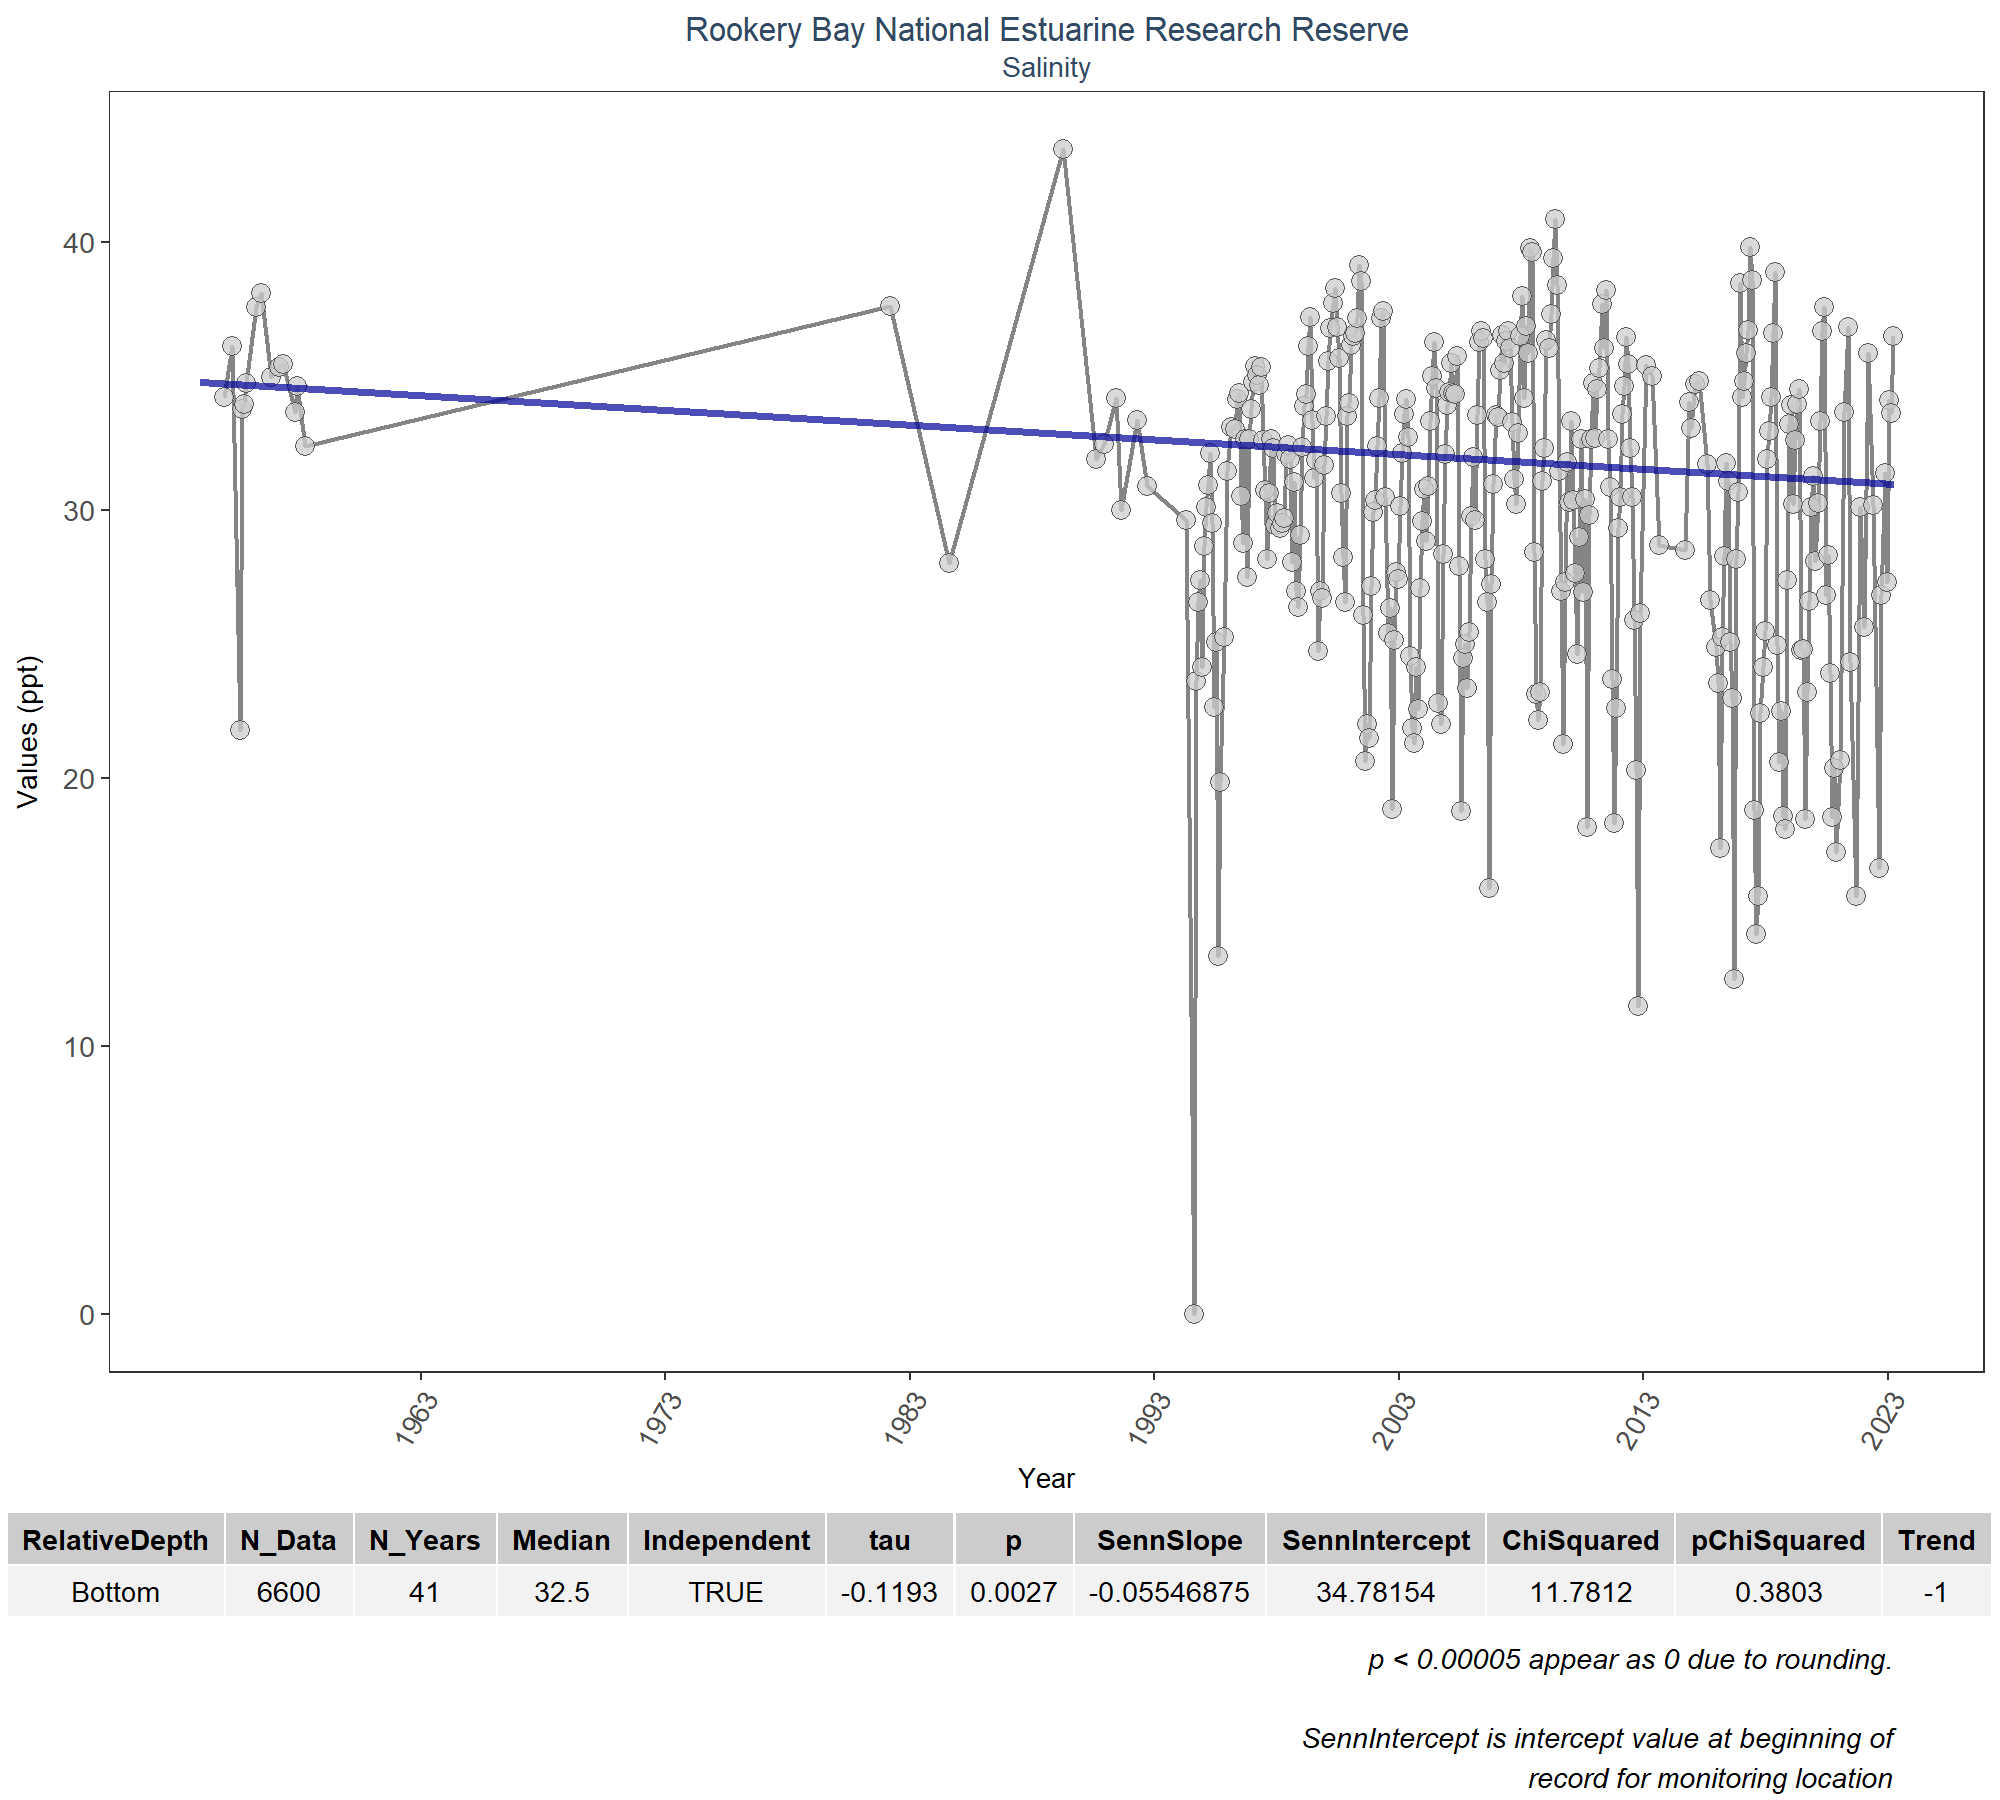 Rookery Bay National Estuarine Research Reserve
Salinity
Values (ppt)
40
30
20
10
0
1963 1973 1983 1993 2003 2013 2023
Year
RelativeDepth N_Data N_Years Median Independent tau p SennSlope SennIntercept ChiSquared pChiSquared Trend
Bottom 6600 41 32.5 TRUE -0.1193 0.0027 -0.05546875 34.78154 11.7812 0.3803 -1
p < 0.00005 appear as 0 due to rounding.
SennIntercept is intercept value at beginning of
record for monitoring location